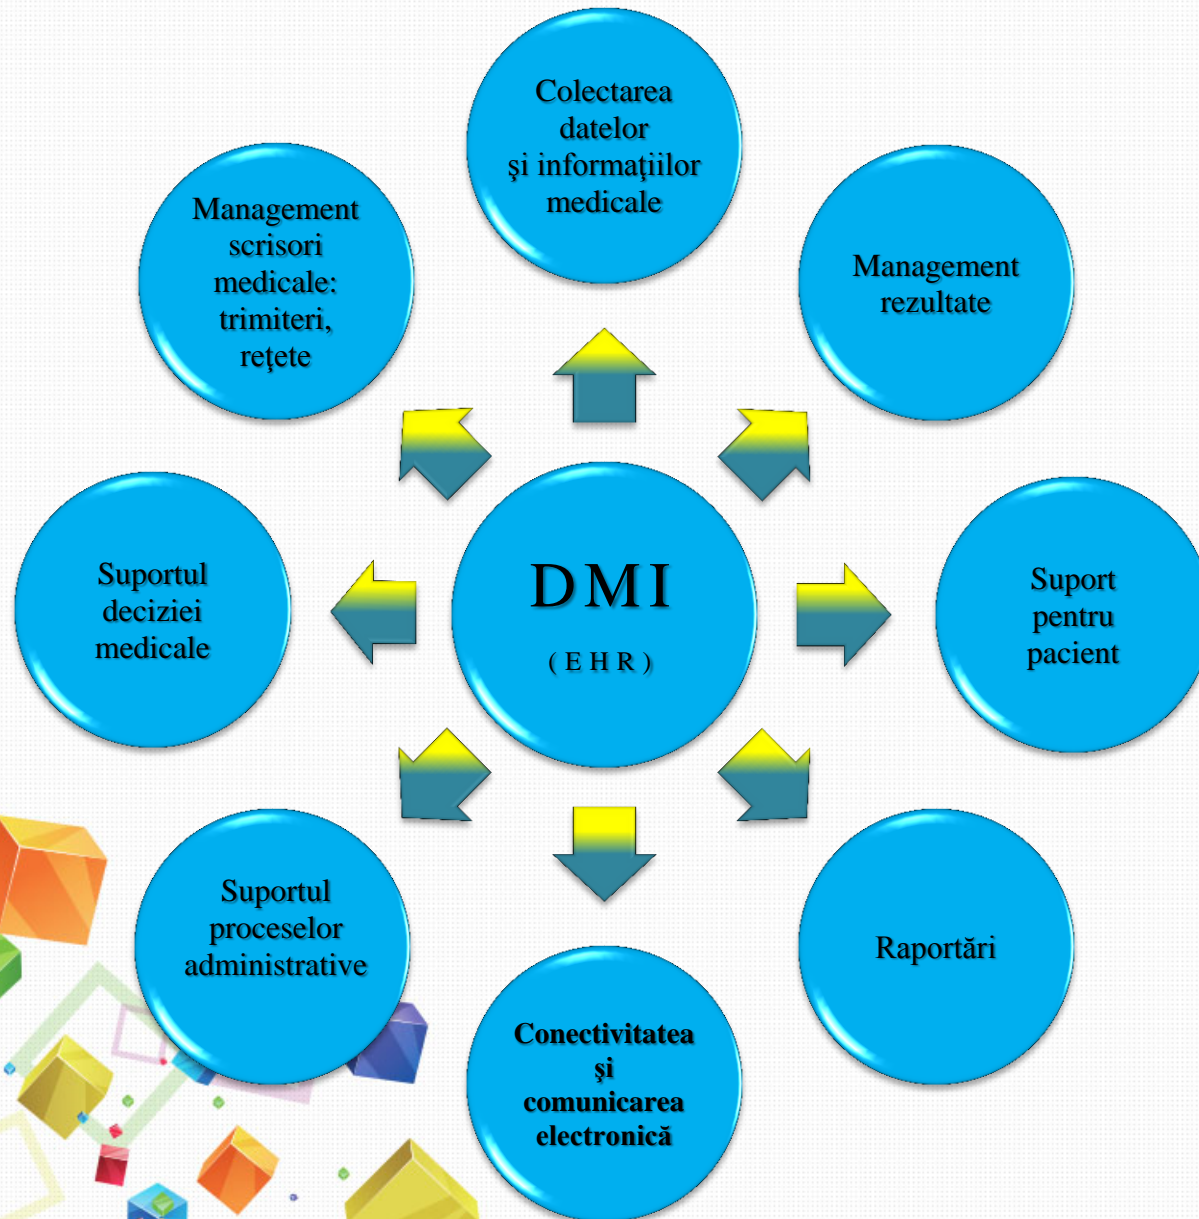 Colectarea
datelor
şi informaţiilor
medicale
Management
rezultate
Suport
pentru
pacient
Raportări
Conectivitatea
şi
comunicarea
electronică
Suportul
proceselor
administrative
Suportul
deciziei
medicale
Management
scrisori
medicale:
trimiteri,
reţete
DMI
( E H R )